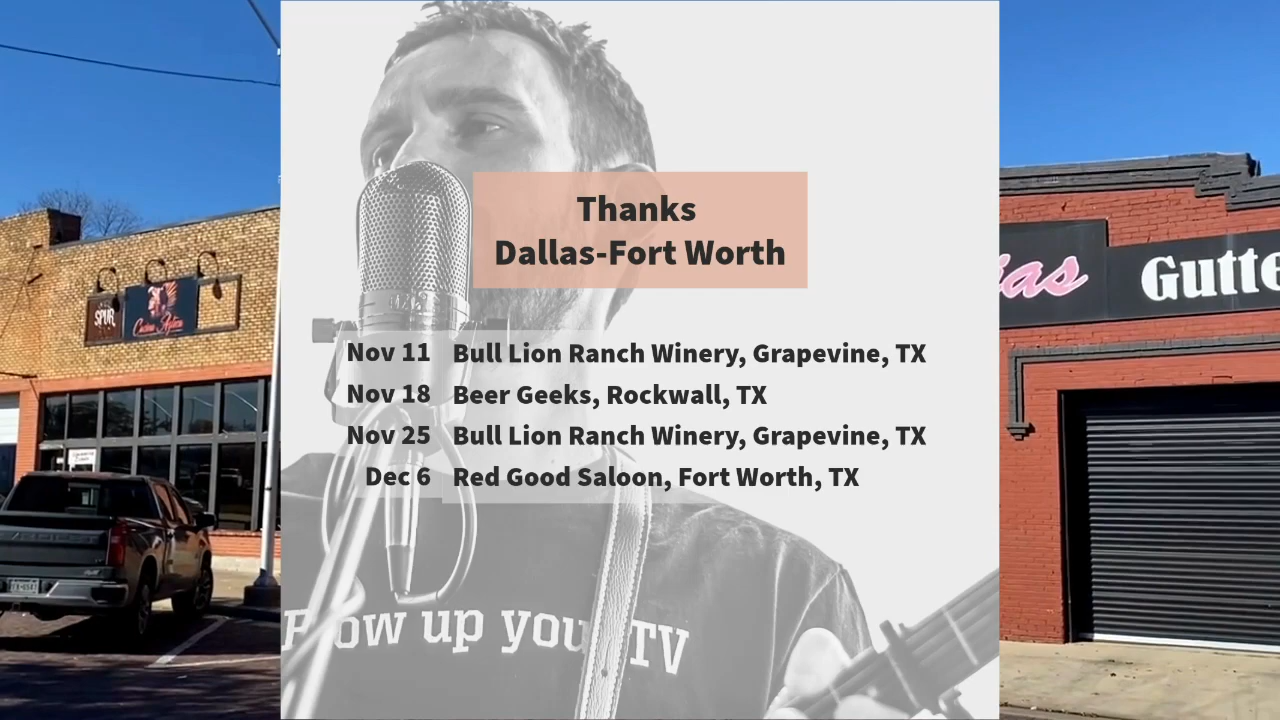 Thanks
Dallas-Fort Worth
Nov 11 Bull Lion Ranch Winery, Grapevine, TX
Nov 18 Beer Geeks, Rockwall, TX
Nov 25 Bull Lion Ranch Winery, Grapevine, TX
Dec 6 Red Good Saloon, Fort Worth, TX
SPUR
ias
Gutte
ow up you TV